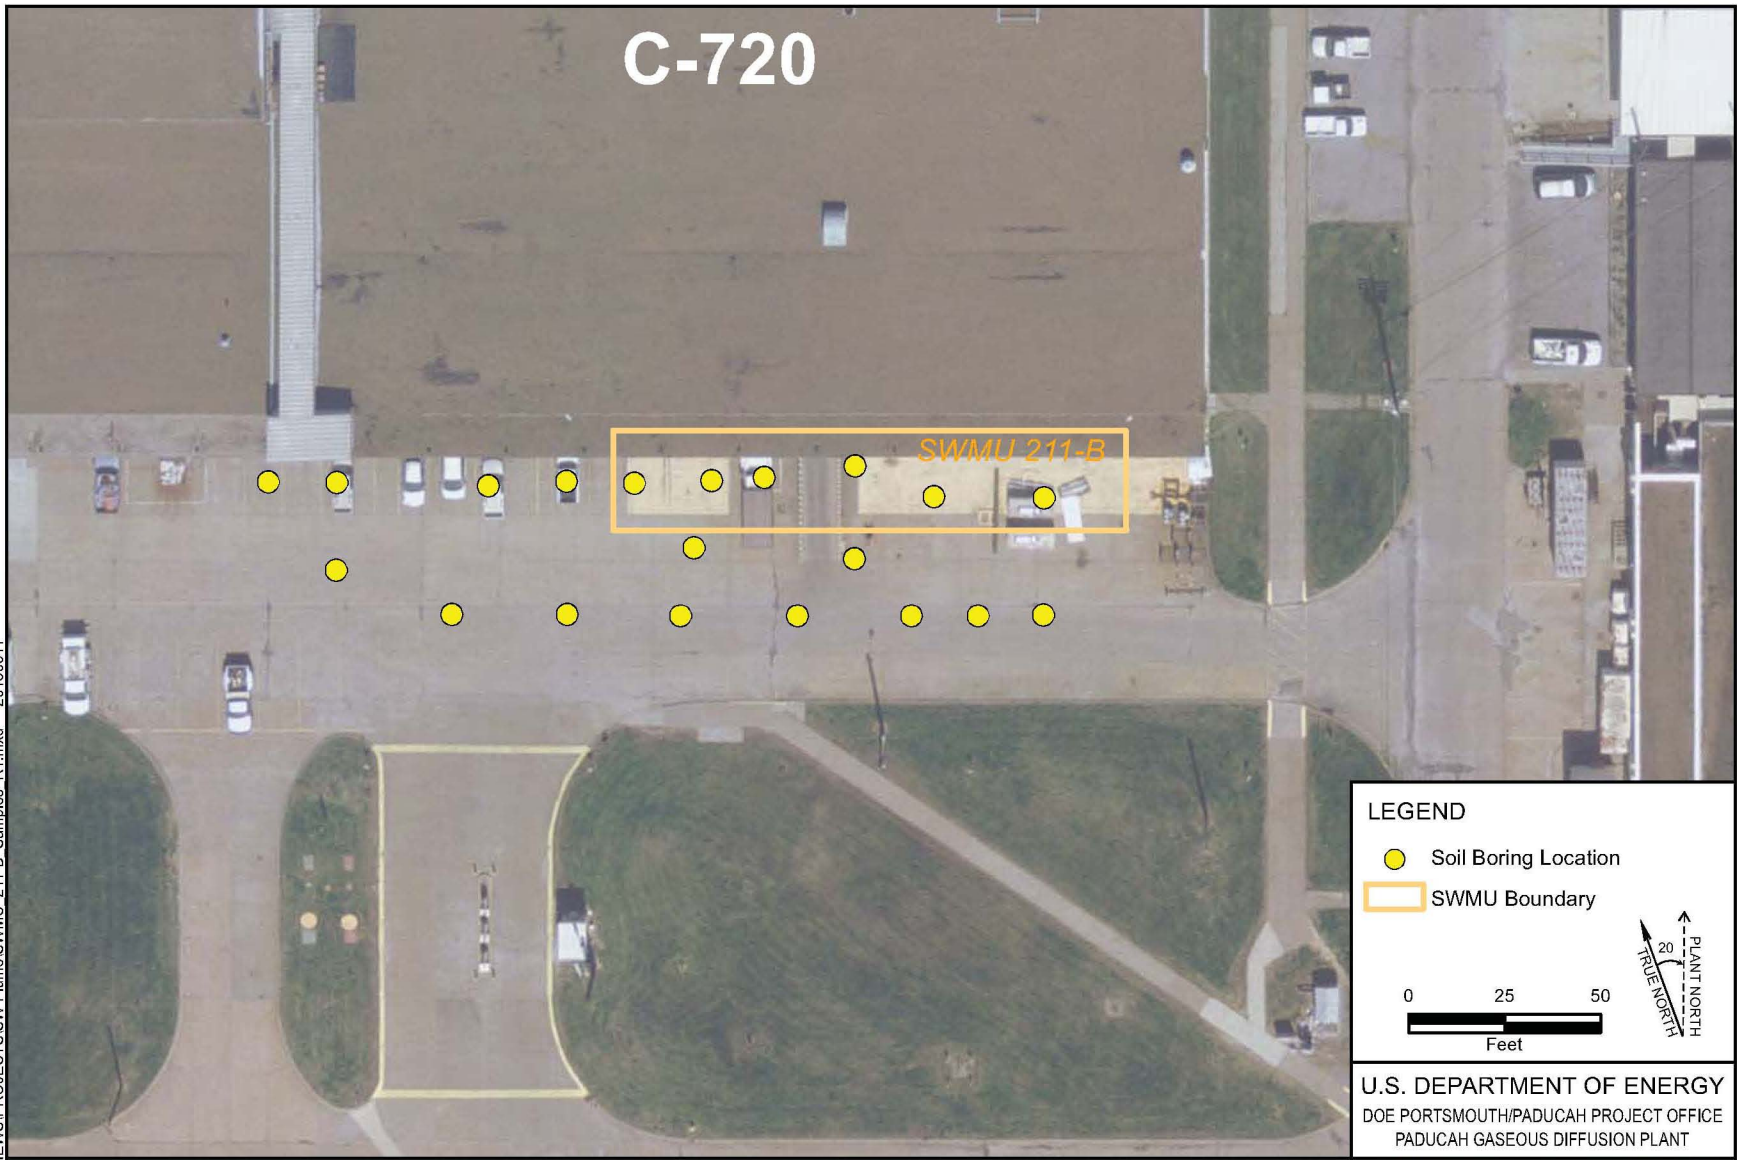 C-720
SWMU 211-B
LEGEND
Soil Boring Location
SWMU Boundary
20
TRUE NORTH
PLANT NORTH
0 25 50
Feet
U.S. DEPARTMENT OF ENERGY
DOE PORTSMOUTH/PADUCAH PROJECT OFFICE
PADUCAH GASEOUS DIFFUSION PLANT